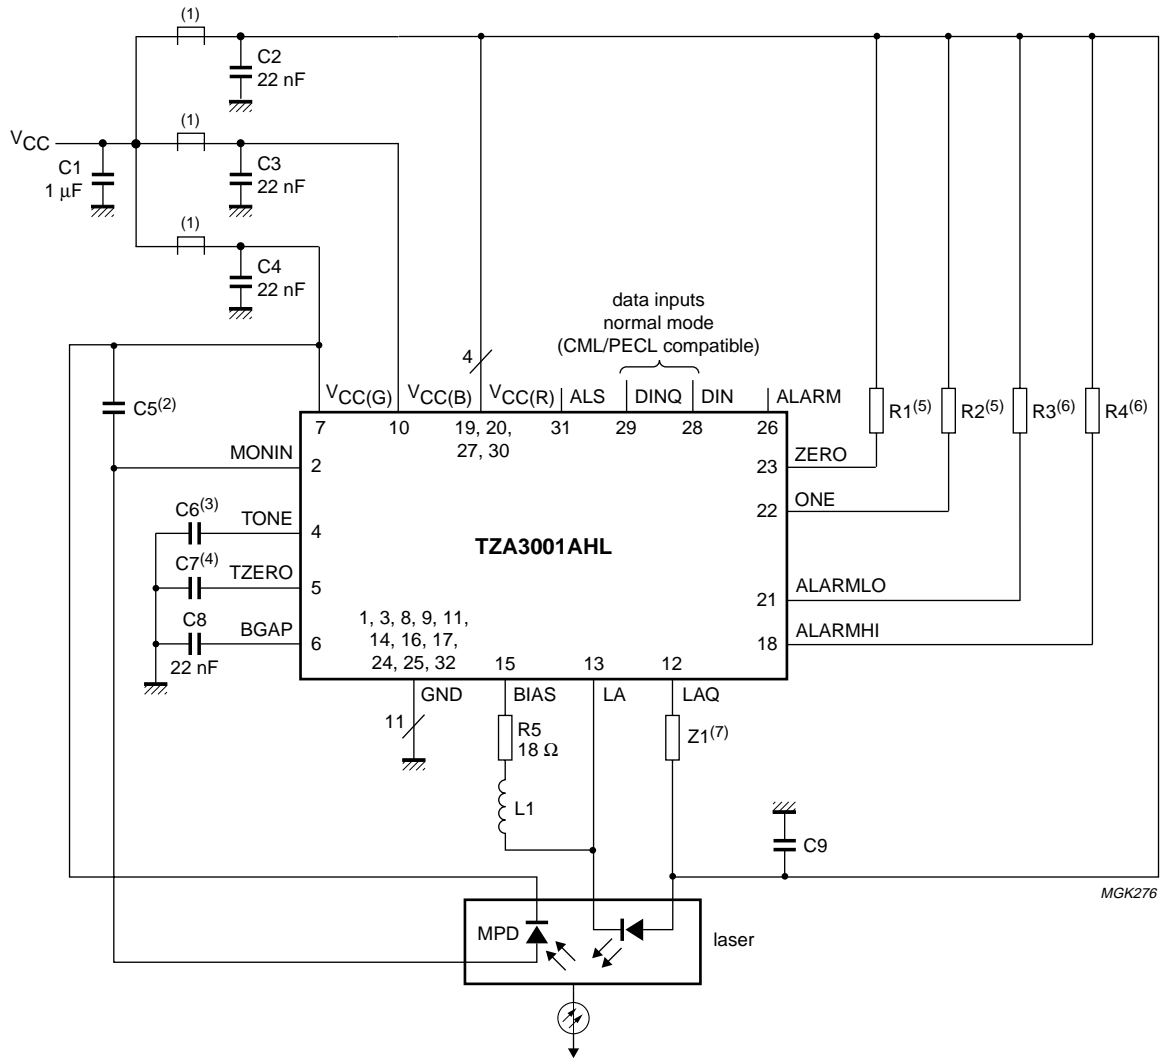 (1)
C2
22 nF
(1)
VCC
C1
1 μF
C3
22 nF
(1)
C4
22 nF
data inputs
normal mode
(CML/PECL compatible)
4
C5(2)
VCC(G)
VCC(B)
VCC(R)
ALS
DINQ
DIN
ALARM
R1(5)
R2(5)
R3(6)
R4(6)
7
10
19, 20,
27, 30
31
29
28
26
MONIN
2
23
ZERO
C6(3)
TONE
4
22
ONE
TZA3001AHL
C7(4)
TZERO
5
21
ALARMLO
C8
22 nF
BGAP
6
1, 3, 8, 9, 11,
14, 16, 17,
24, 25, 32
18
ALARMHI
15
13
12
11
GND
BIAS
LA
LAQ
R5
18 Ω
Z1(7)
L1
C9
MGK276
MPD
laser